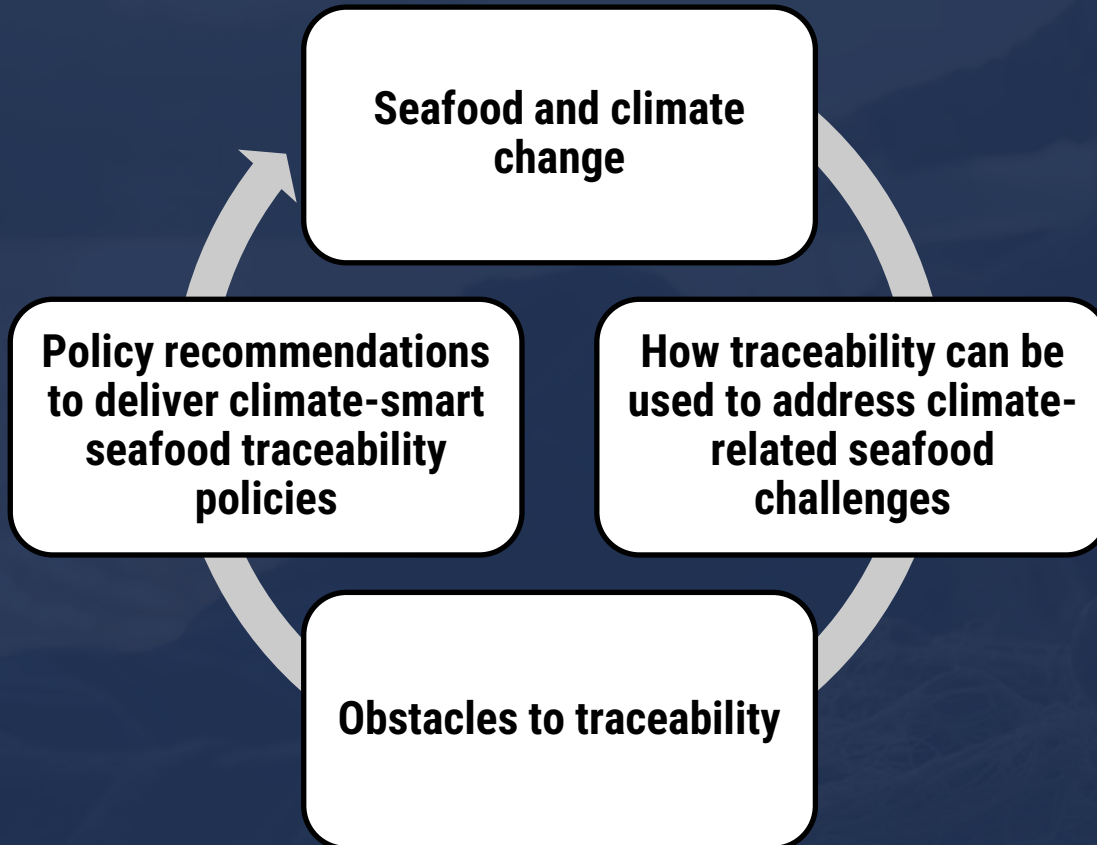 Seafood and climate
change
How traceability can be
used to address climate-
related seafood
challenges
Obstacles to traceability
Policy recommendations
to deliver climate-smart
seafood traceability
policies